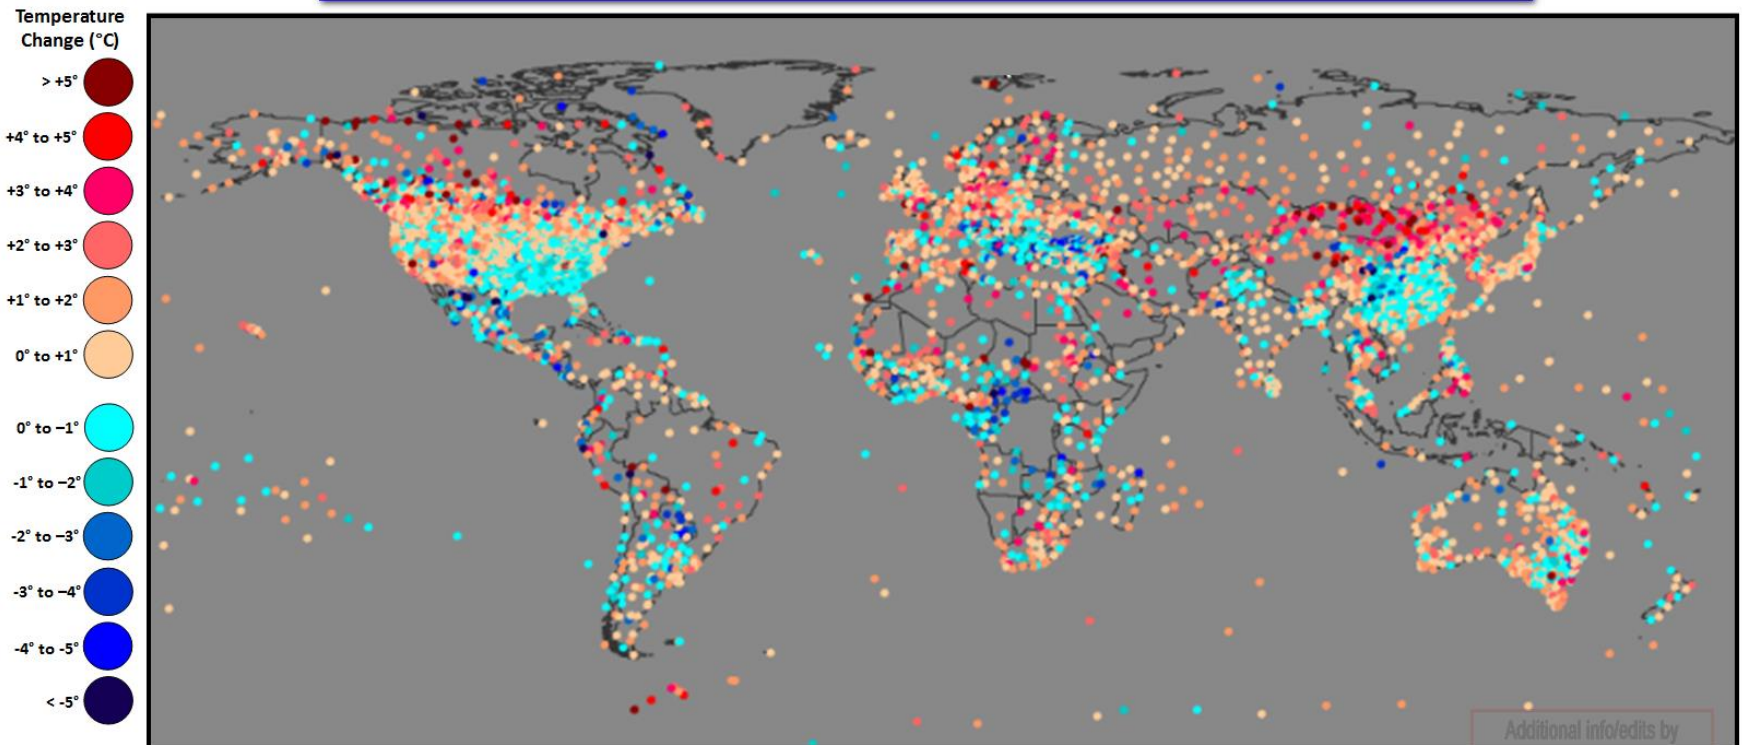 Temperature
Change (°C)
> +5°
+4° to +5°
+3° to +4°
+2° to +3°
+1° to +2°
0° to +1°
0° to −1°
-1° to −2°
-2° to −3°
-3° to −4°
-4° to -5°
< -5°
Additional info/edits by